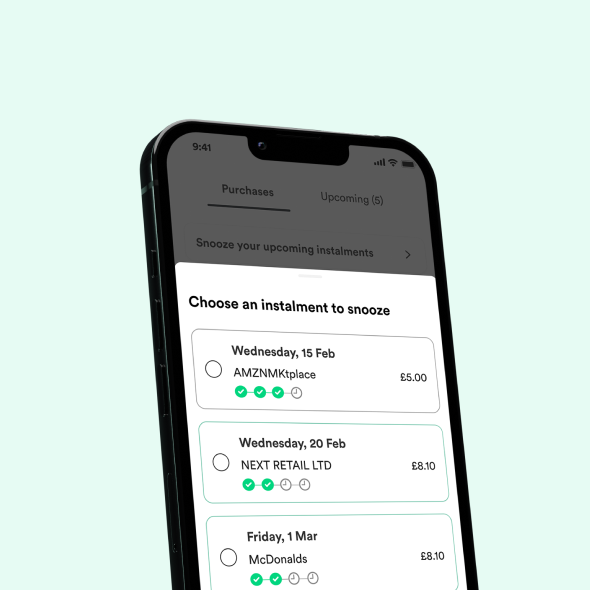 9:41
Purchases
Upcoming (5)
Snooze your upcoming instalments
Choose an instalment to snooze
Wednesday, 15 Feb
AMZNMKtplace
£5.00
Wednesday, 20 Feb
NEXT RETAIL LTD
£8.10
Friday, 1 Mar
McDonalds
£8.10